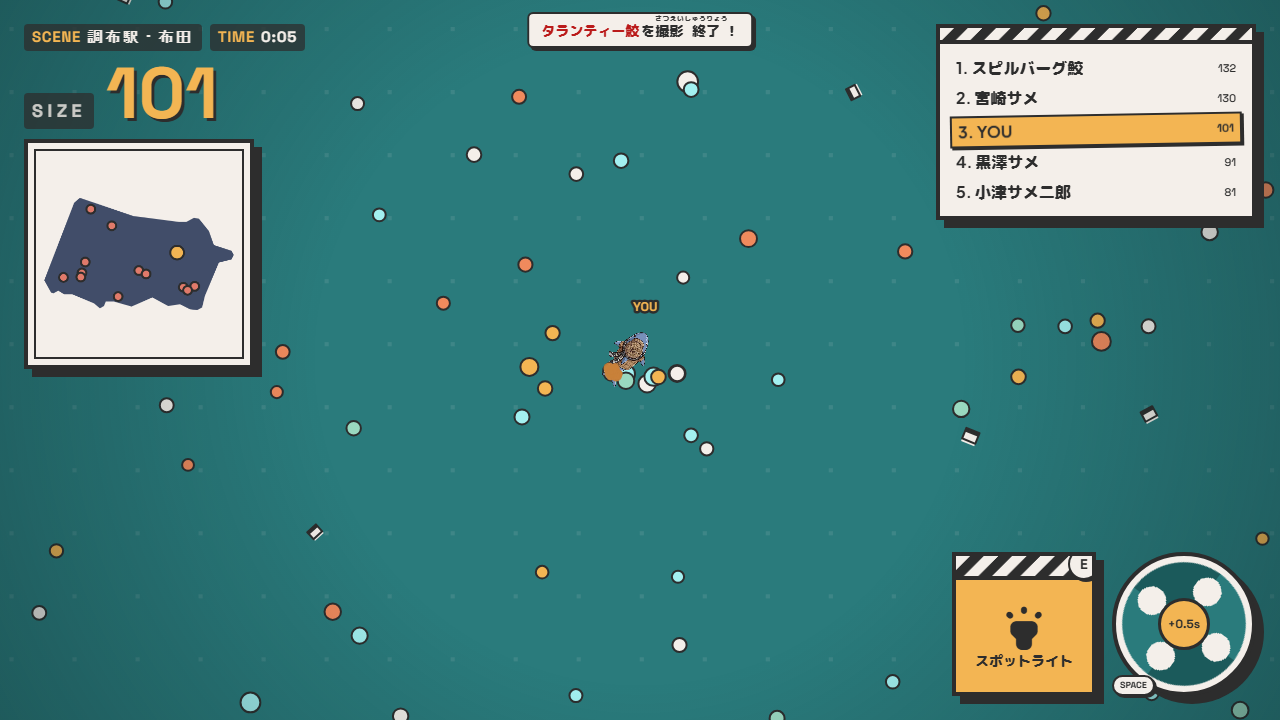 SCENE 調布駅 - 布田 TIME 0:05
SIZE 101
さつえいしゅうりょう
タランティー鮫を撮影 終了 !
1. スピルバーグ鮫 132
2. 宮崎サメ 130
3. YOU 101
4. 黒澤サメ 91
5. 小津サメ二郎 81
YOU
E
スポットライト
+0.5s
SPACE